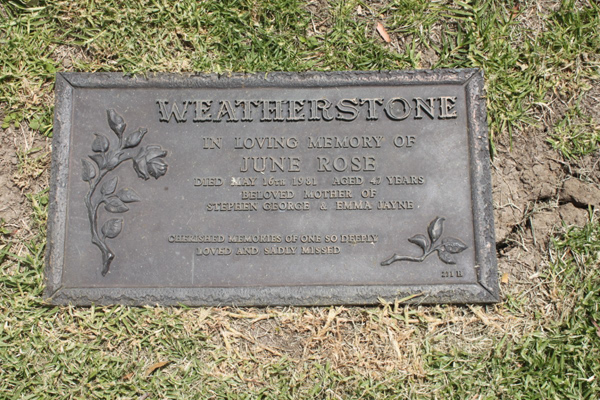 WEATHERSTONE
IN LOVING MEMORY OF
JUNE ROSE
DIED MAY 16TH 1981 AGED 47 YEARS
BELOVED MOTHER OF
STEPHEN GEORGE & EMMA JAYNE
CHERISHED MEMORIES OF ONE SO DEEPLY
LOVED AND SADLY MISSED